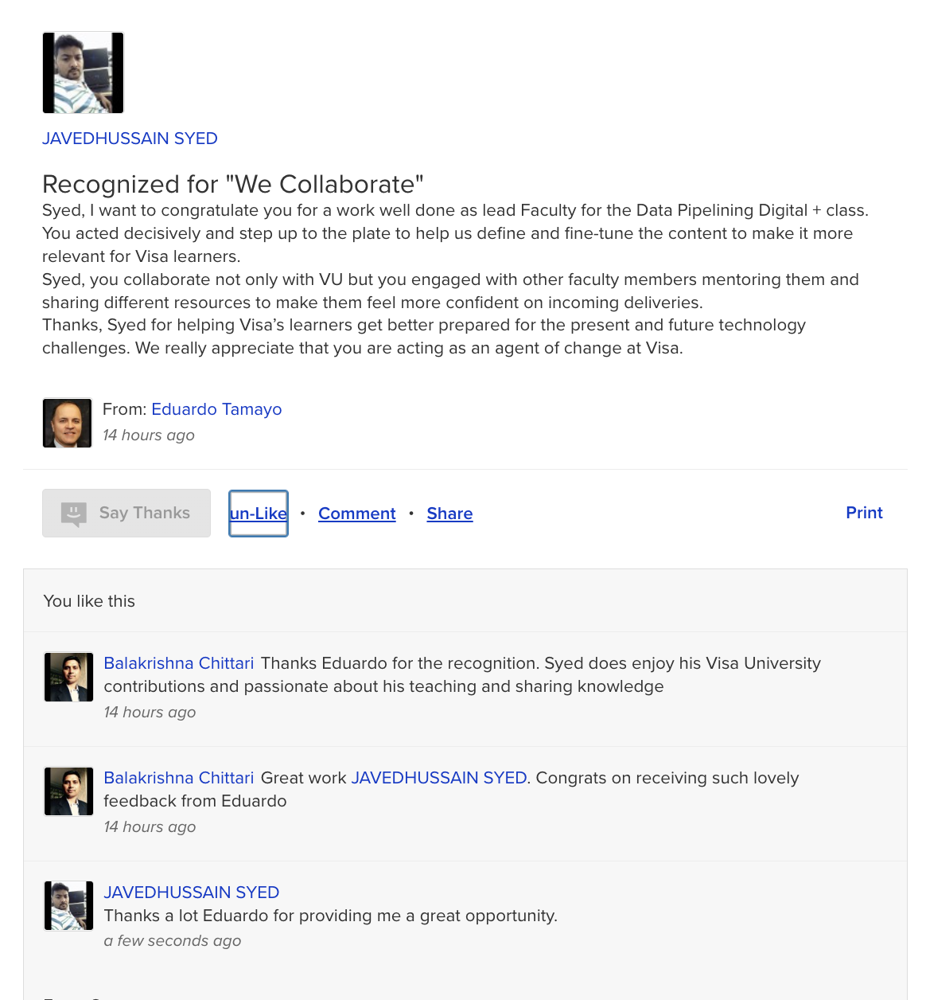 JAVEDHUSSAIN SYED
Recognized for "We Collaborate"
Syed, I want to congratulate you for a work well done as lead Faculty for the Data Pipelining Digital + class.
You acted decisively and step up to the plate to help us define and fine-tune the content to make it more
relevant for Visa learners.
Syed, you collaborate not only with VU but you engaged with other faculty members mentoring them and
sharing different resources to make them feel more confident on incoming deliveries.
Thanks, Syed for helping Visa’s learners get better prepared for the present and future technology
challenges. We really appreciate that you are acting as an agent of change at Visa.
From: Eduardo Tamayo
14 hours ago
Say Thanks un-Like • Comment • Share Print
You like this
Balakrishna Chittari Thanks Eduardo for the recognition. Syed does enjoy his Visa University
contributions and passionate about his teaching and sharing knowledge
14 hours ago
Balakrishna Chittari Great work JAVEDHUSSAIN SYED. Congrats on receiving such lovely
feedback from Eduardo
14 hours ago
JAVEDHUSSAIN SYED
Thanks a lot Eduardo for providing me a great opportunity.
a few seconds ago